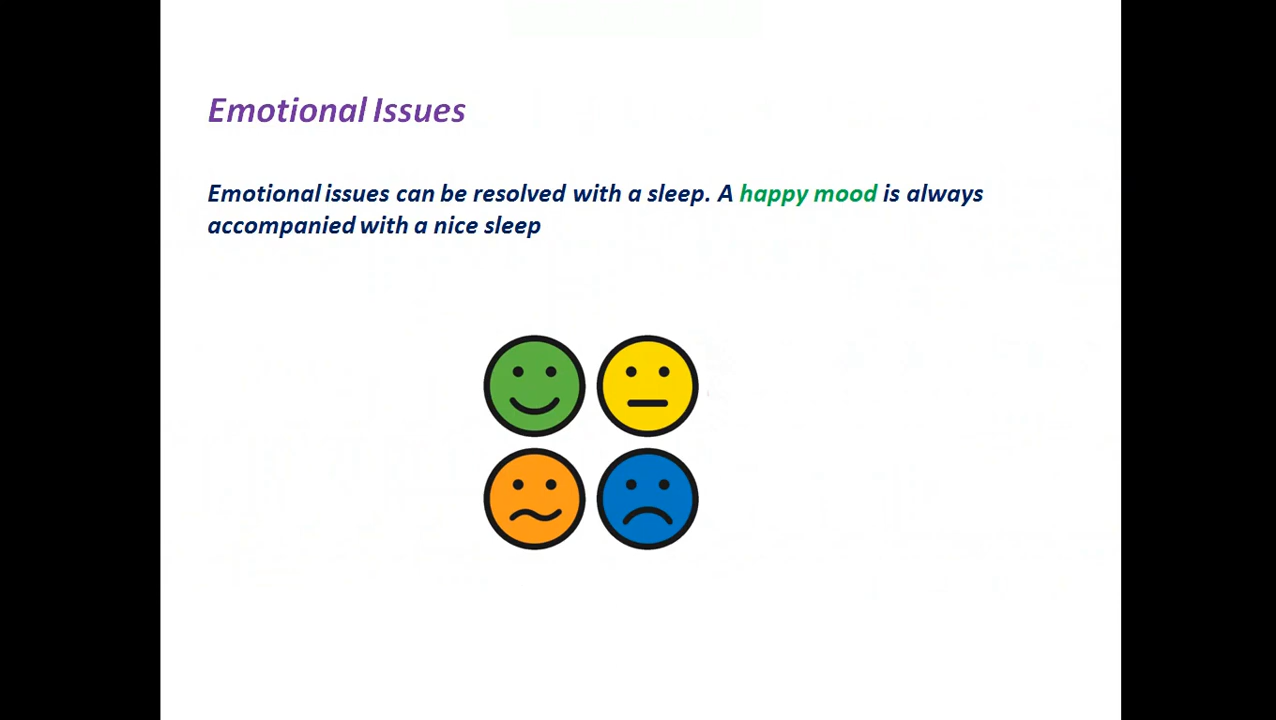 Emotional Issues
Emotional issues can be resolved with a sleep. A happy mood is always
accompanied with a nice sleep